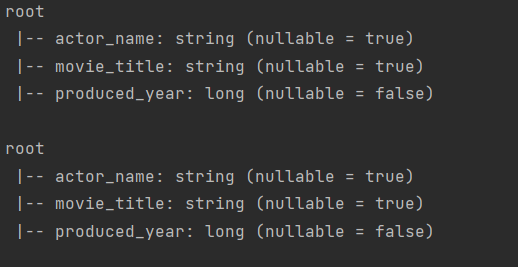 root
 |-- actor_name: string (nullable = true)
 |-- movie_title: string (nullable = true)
 |-- produced_year: long (nullable = false)

root
 |-- actor_name: string (nullable = true)
 |-- movie_title: string (nullable = true)
 |-- produced_year: long (nullable = false)